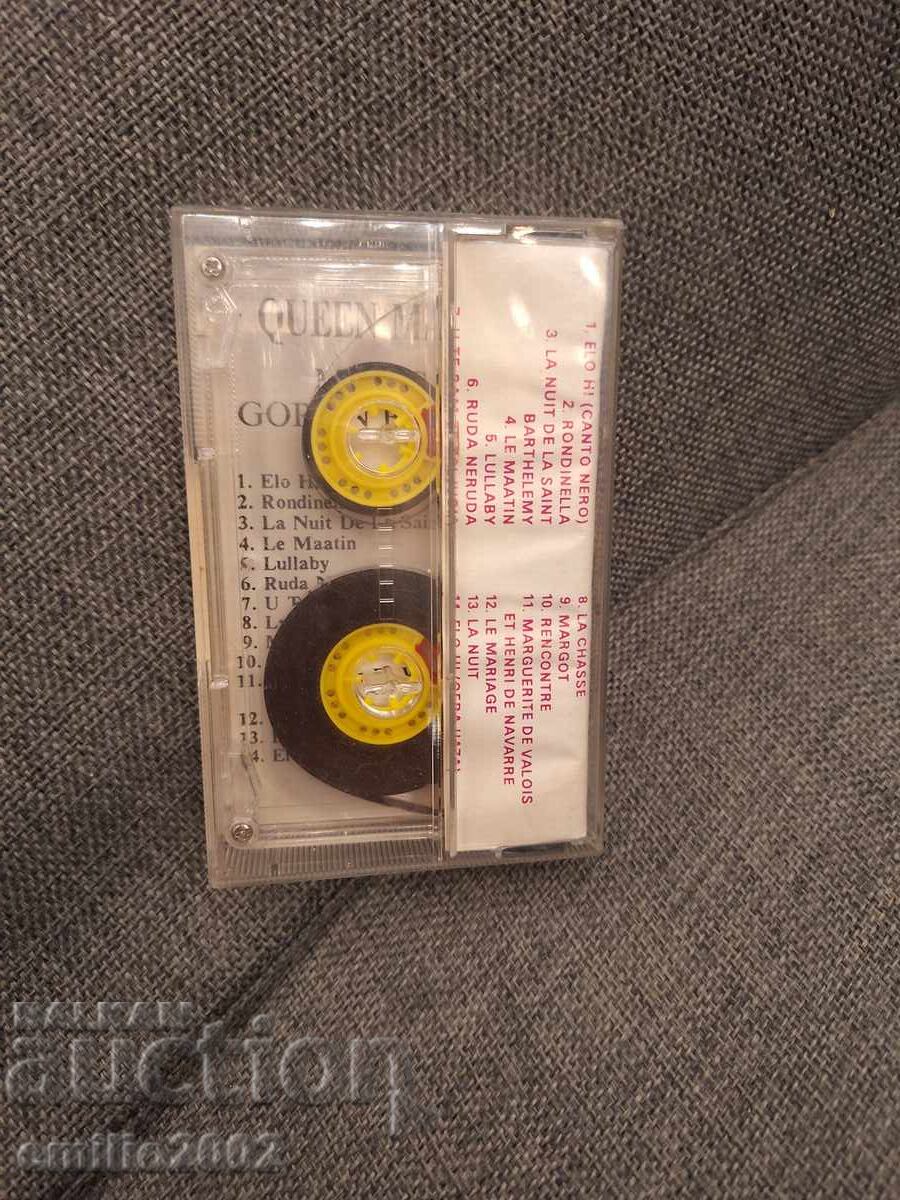 QUEEN M
GOR
1. Elo H
2. Rondine
3. La Nuit De La Sai
4. Le Maatin
5. Lullaby
6. Ruda N
7. U T
8. L
9.
10.
11.
12.
13.
14. El
1. ELO H! (CANTO NERO)
2. RONDINELLA
3. LA NUIT DE LA SAINT
BARTHELEMY
4. LE MAATIN
5. LULLABY
6. RUDA NERUDA
8. LA CHASSE
9. MARGOT
10. RENCONTRE
11. MARGUERITE DE VALOIS
ET HENRI DE NAVARRE
12. LE MARIAGE
13. LA NUIT
BALKAN
auction
emilio2002